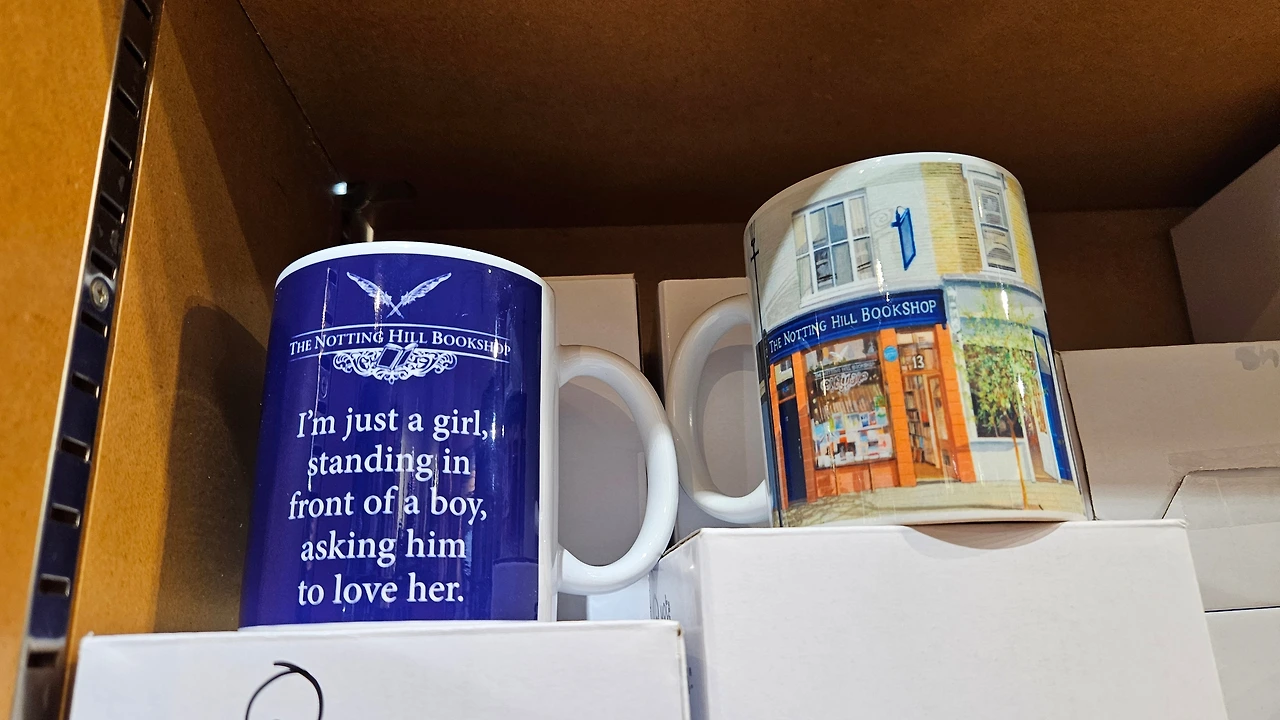 THE NOTTING HILL BOOKSHOP
I'm just a girl,
standing in
front of a boy,
asking him
to love her.
THE NOTTING HILL BOOKSHOP
13